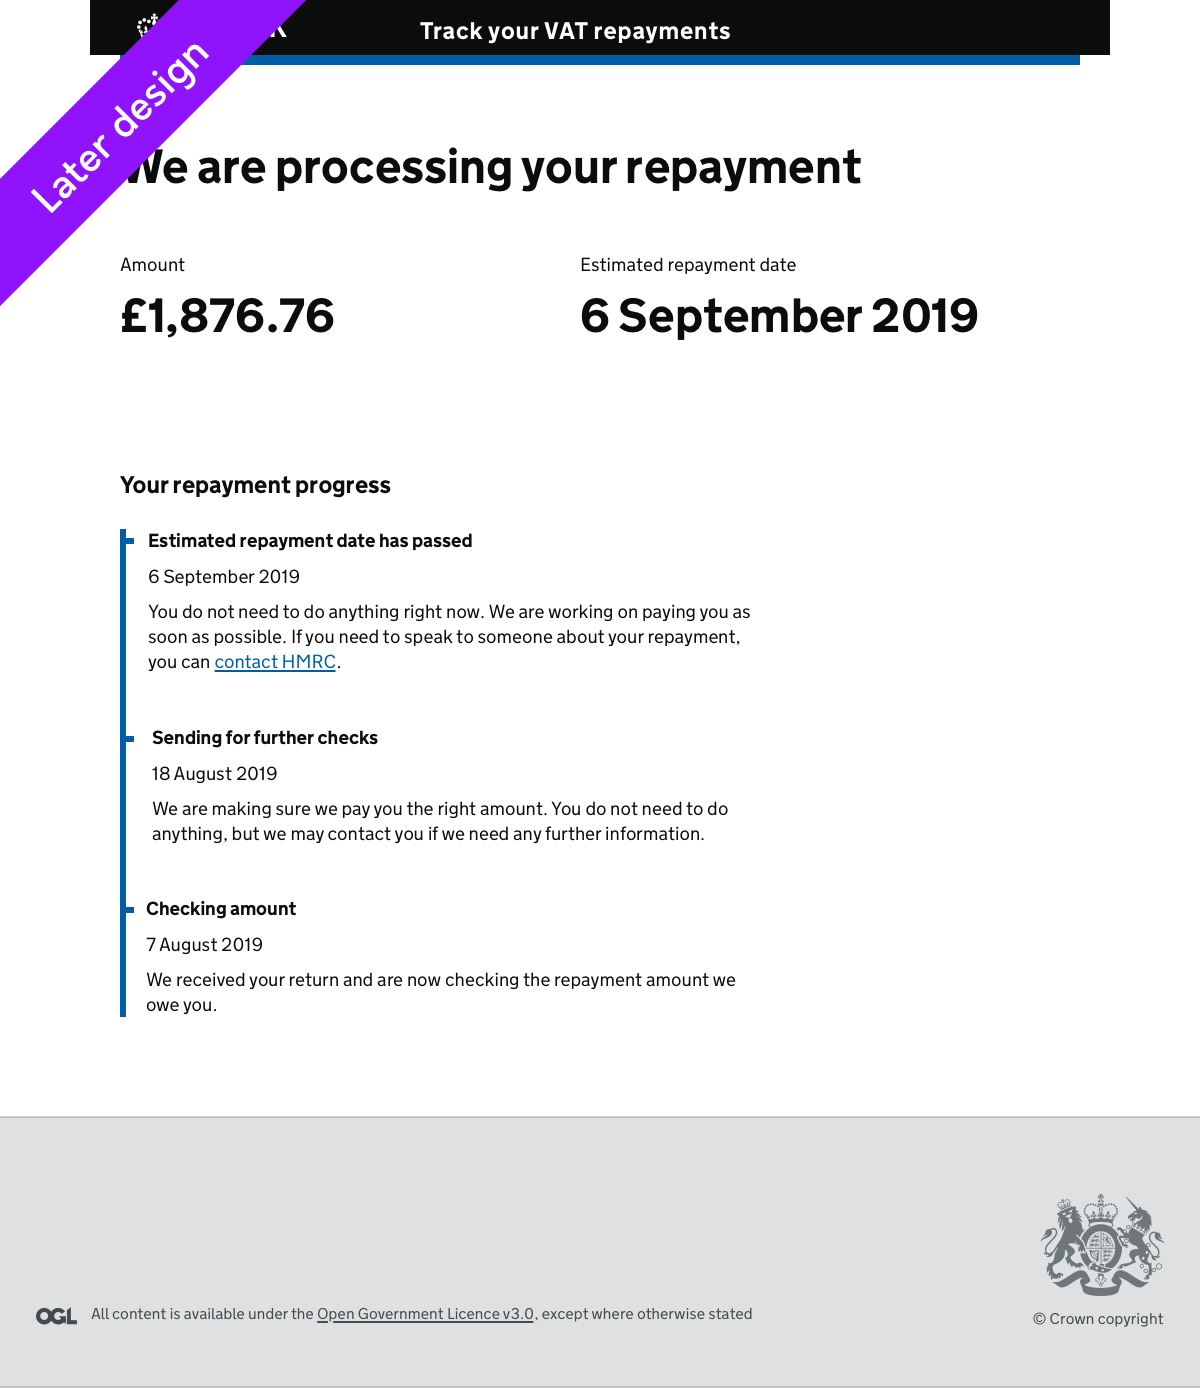 Track your VAT repayments
Later design
We are processing your repayment
Amount
Estimated repayment date
£1,876.76
6 September 2019
Your repayment progress
Estimated repayment date has passed
6 September 2019
You do not need to do anything right now. We are working on paying you as
soon as possible. If you need to speak to someone about your repayment,
you can contact HMRC.
Sending for further checks
18 August 2019
We are making sure we pay you the right amount. You do not need to do
anything, but we may contact you if we need any further information.
Checking amount
7 August 2019
We received your return and are now checking the repayment amount we
owe you.
OGL All content is available under the Open Government Licence v3.0, except where otherwise stated
© Crown copyright